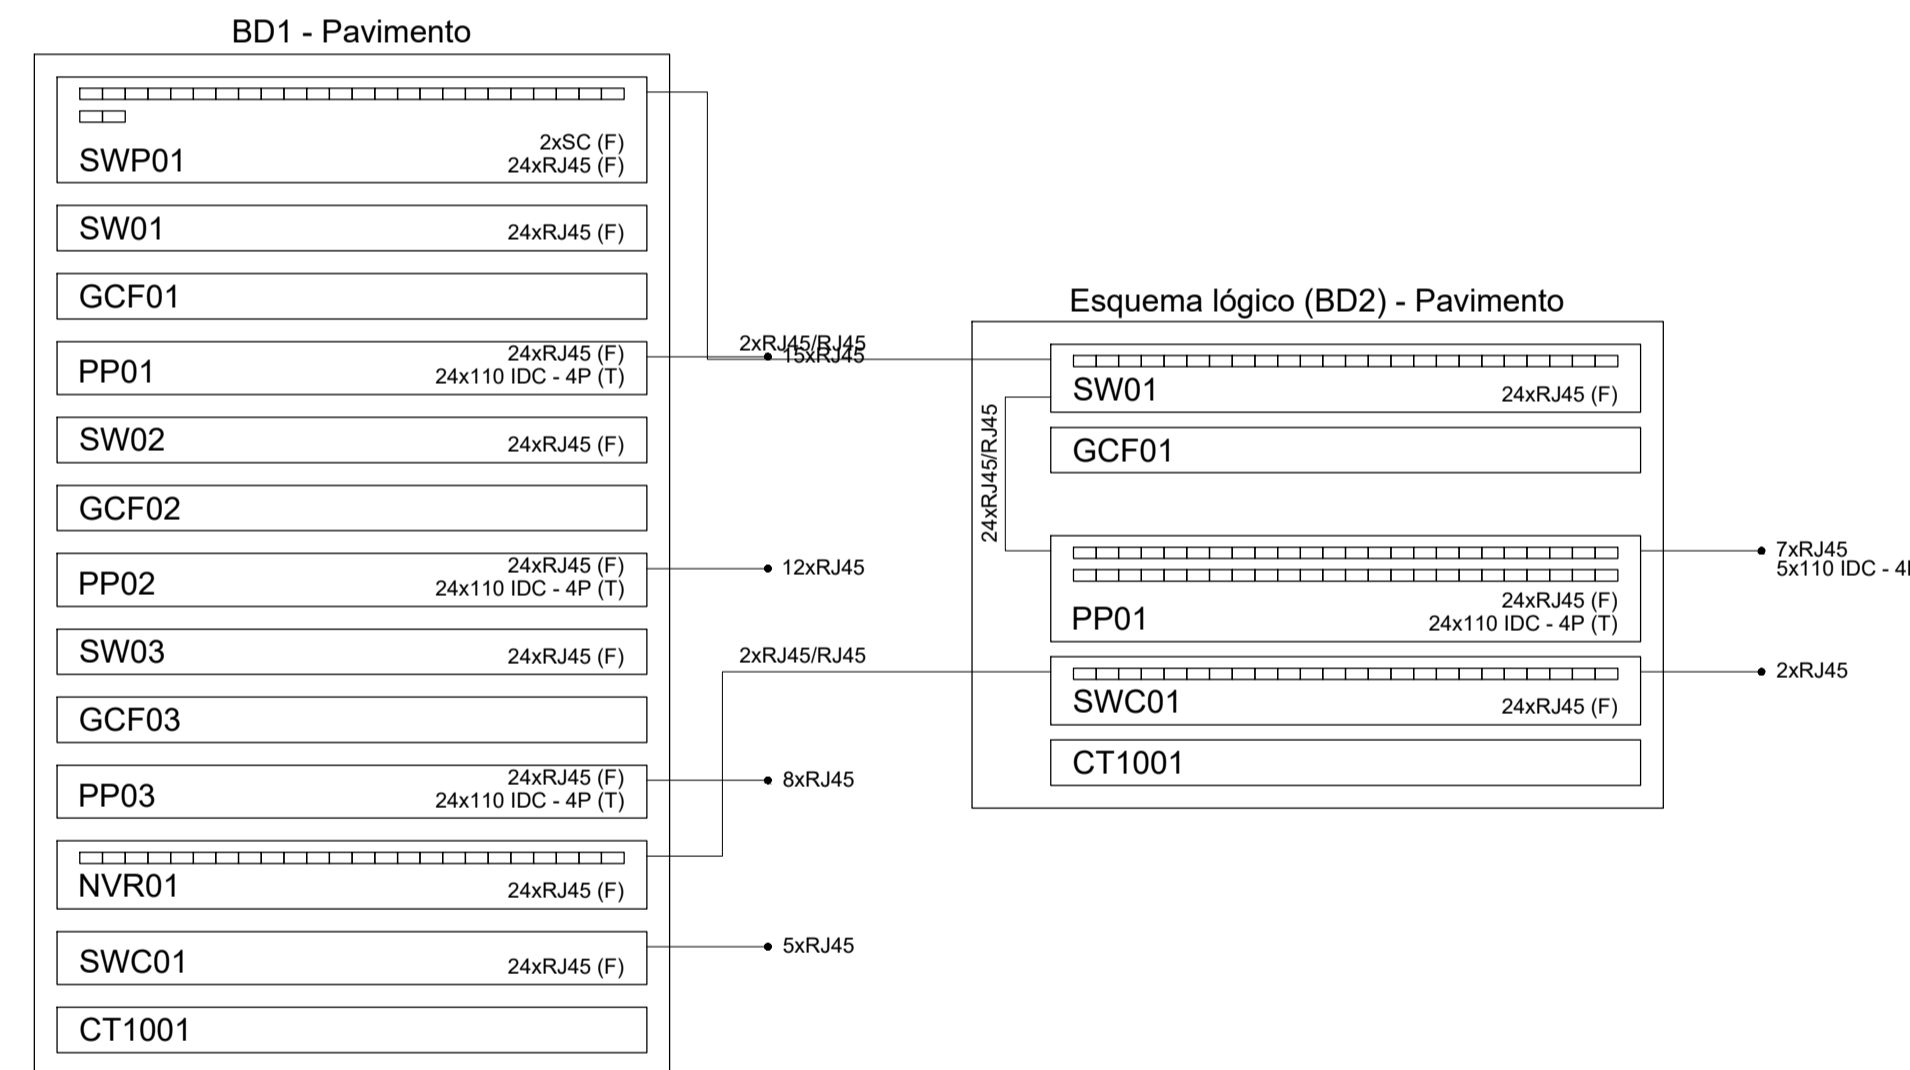 BD1 - Pavimento
2xSC (F)
SWP01
24xRJ45 (F)
SW01
24xRJ45 (F)
GCF01
24xRJ45 (F)
PP01
24x110 IDC - 4P (T)
SW02
24xRJ45 (F)
GCF02
24xRJ45 (F)
PP02
24x110 IDC - 4P (T)
SW03
24xRJ45 (F)
GCF03
24xRJ45 (F)
PP03
24x110 IDC - 4P (T)
NVR01
24xRJ45 (F)
SWC01
24xRJ45 (F)
CT1001
2xRJ45/RJ45
15xRJ45
12xRJ45
2xRJ45/RJ45
8xRJ45
5xRJ45
Esquema lógico (BD2) - Pavimento
SW01
24xRJ45 (F)
24xRJ45/RJ45
GCF01
24xRJ45 (F)
PP01
24x110 IDC - 4P (T)
SWC01
24xRJ45 (F)
CT1001
7xRJ45
5x110 IDC -
2xRJ45